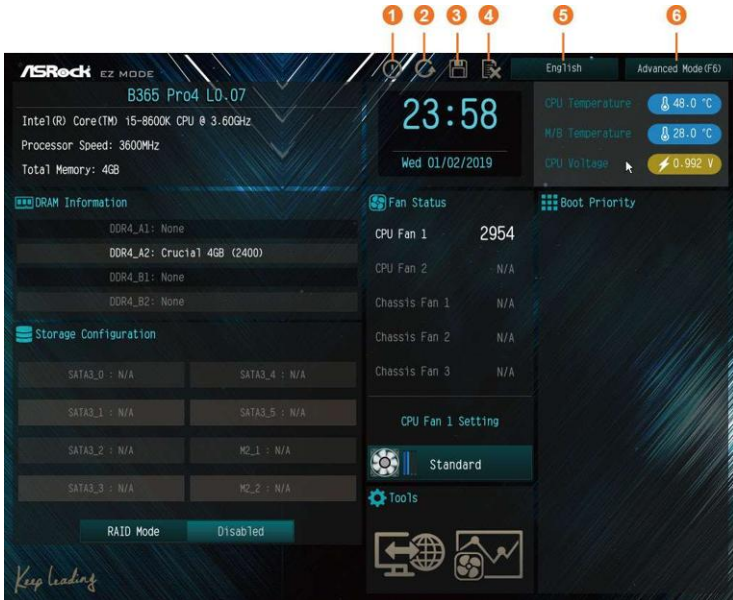 1 2 3 4 5 6
ASRock EZ MODE
English
Advanced Mode(F6)
B365 Pro4 L0.07
Intel(R) Core(TM) i5-8600K CPU @ 3.60GHz
Processor Speed: 3600MHz
Total Memory: 4GB
23:58
Wed 01/02/2019
CPU Temperature 48.0 °C
M/B Temperature 28.0 °C
CPU Voltage 0.992 V
DRAM Information
DDR4_A1: None
DDR4_A2: Crucial 4GB (2400)
DDR4_B1: None
DDR4_B2: None
Storage Configuration
SATA3_0 : N/A SATA3_4 : N/A
SATA3_1 : N/A SATA3_5 : N/A
SATA3_2 : N/A M2_1 : N/A
SATA3_3 : N/A M2_2 : N/A
RAID Mode Disabled
Fan Status
CPU Fan 1 2954
CPU Fan 2 N/A
Chassis Fan 1 N/A
Chassis Fan 2 N/A
Chassis Fan 3 N/A
CPU Fan 1 Setting
Standard
Tools
Boot Priority
Keep Leading